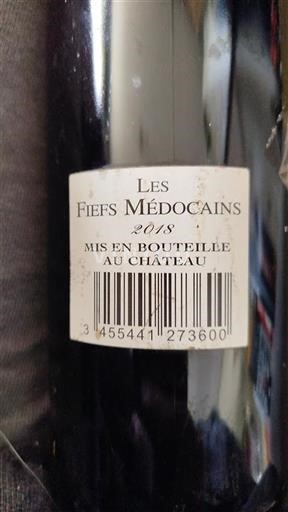 LES
FIEFS MÉDOCAINS
2018
MIS EN BOUTEILLE
AU CHÂTEAU
3 455441 273600